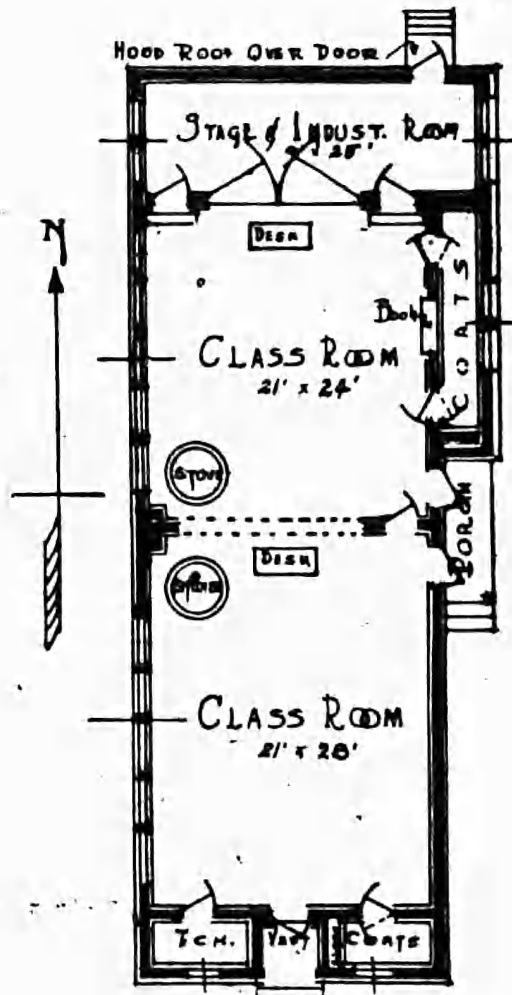 HOOD ROOF OVER DOOR
STAGE & INDUST. ROOM
25'
N
DESK
BOOK
COATS
CLASS ROOM
21' x 24'
STOVE
PORCH
DESK
STOVE
CLASS ROOM
21' x 28'
TCH.
VEST
COATS